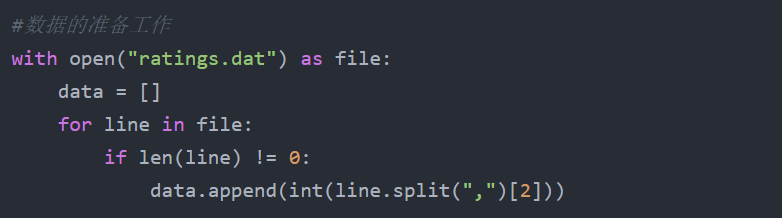 #数据的准备工作
with open("ratings.dat") as file:
    data = []
    for line in file:
        if len(line) != 0:
            data.append(int(line.split(",")[2]))